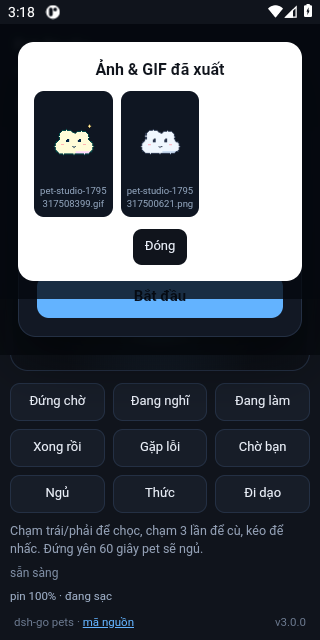 3:18
Ảnh & GIF đã xuất
pet-studio-1795
317508399.gif
pet-studio-1795
317500621.png
Đóng
Bắt đầu
Đứng chờ
Đang nghĩ
Đang làm
Xong rồi
Gặp lỗi
Chờ bạn
Ngủ
Thức
Đi dạo
Chạm trái/phải để chọc, chạm 3 lần để cù, kéo để
nhấc. Đứng yên 60 giây pet sẽ ngủ.
sẵn sàng
pin 100% · đang sạc
dsh-go pets · mã nguồn
v3.0.0